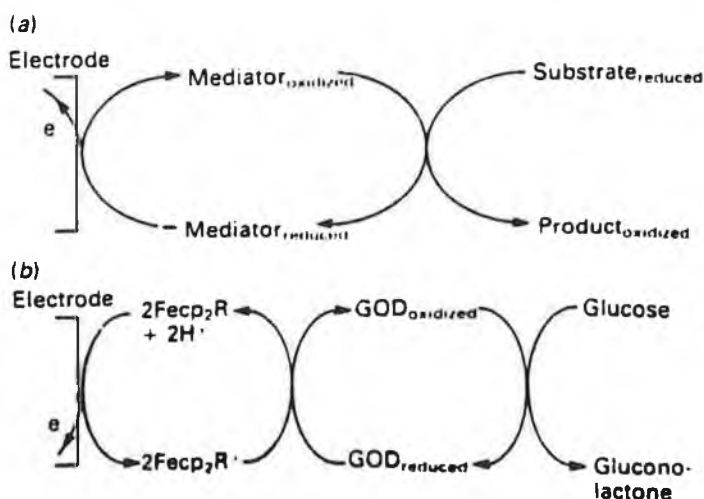 (a)
Electrode
e
Mediator oxidized
Substrate reduced
Mediator reduced
Product oxidized
(b)
Electrode
2Fecp₂R
+ 2H⁺
GOD oxidized
Glucose
e
2Fecp₂R⁺
GOD reduced
Glucono-
lactone